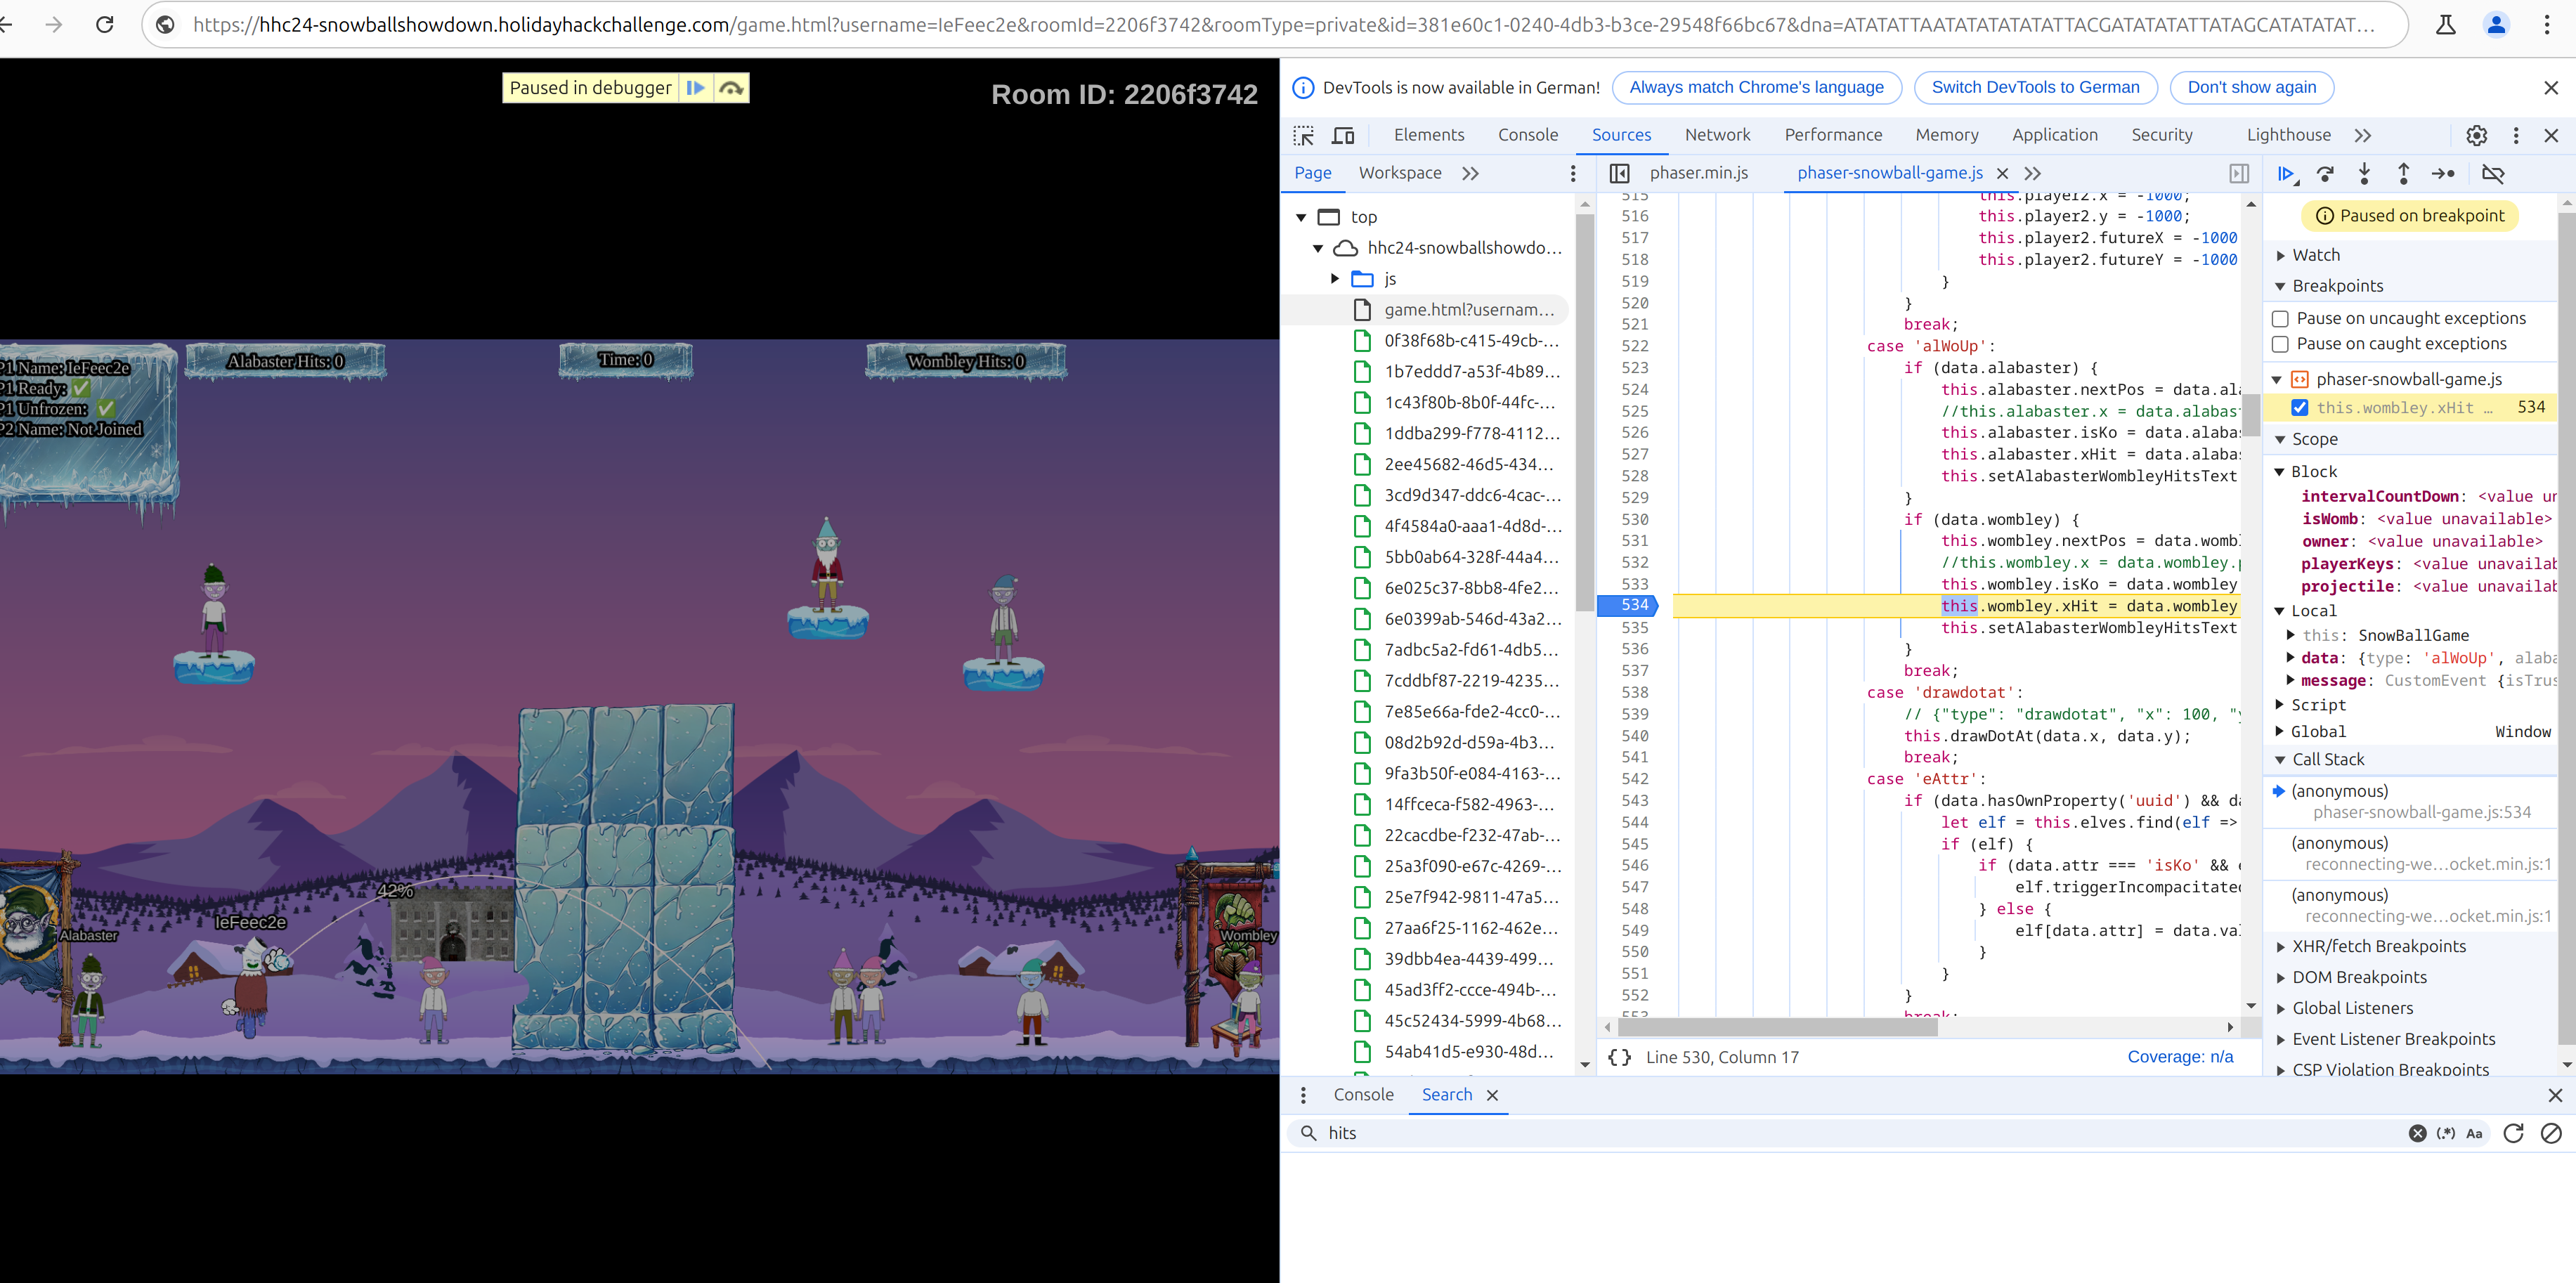 https://hhc24-snowballshowdown.holidayhackchallenge.com/game.html?username=IeFeec2e&roomId=2206f3742&roomType=private&id=381e60c1-0240-4db3-b3ce-29548f66bc67&dna=ATATATTAATATATATATATTACGATATATATTATAGCATATATAT…
Paused in debugger
Room ID: 2206f3742
P1 Name: IeFeec2e
P1 Ready: ✅
P1 Unfrozen: ✅
P2 Name: Not Joined
Alabaster Hits: 0
Time: 0
Wombley Hits: 0
42%
IeFeec2e
Alabaster
Wombley
DevTools is now available in German!
Always match Chrome's language
Switch DevTools to German
Don't show again
Elements
Console
Sources
Network
Performance
Memory
Application
Security
Lighthouse
Page
Workspace
top
hhc24-snowballshowdo…
js
game.html?usernam…
0f38f68b-c415-49cb-…
1b7eddd7-a53f-4b89…
1c43f80b-8b0f-44fc-…
1ddba299-f778-4112…
2ee45682-46d5-434…
3cd9d347-ddc6-4cac-…
4f4584a0-aaa1-4d8d-…
5bb0ab64-328f-44a4…
6e025c37-8bb8-4fe2…
6e0399ab-546d-43a2…
7adbc5a2-fd61-4db5…
7cddbf87-2219-4235…
7e85e66a-fde2-4cc0-…
08d2b92d-d59a-4b3…
9fa3b50f-e084-4163-…
14ffceca-f582-4963-…
22cacdbe-f232-47ab-…
25a3f090-e67c-4269-…
25e7f942-9811-47a5…
27aa6f25-1162-462e…
39dbb4ea-4439-499…
45ad3ff2-ccce-494b-…
45c52434-5999-4b68…
54ab41d5-e930-48d…
phaser.min.js
phaser-snowball-game.js
515 this.player2.x = -1000;
516 this.player2.y = -1000;
517 this.player2.futureX = -1000
518 this.player2.futureY = -1000
519 }
520 }
521 break;
522 case 'alWoUp':
523 if (data.alabaster) {
524 this.alabaster.nextPos = data.ala
525 //this.alabaster.x = data.alabas
526 this.alabaster.isKo = data.alaba
527 this.alabaster.xHit = data.alaba
528 this.setAlabasterWombleyHitsText
529 }
530 if (data.wombley) {
531 this.wombley.nextPos = data.womb
532 //this.wombley.x = data.wombley.
533 this.wombley.isKo = data.wombley
534 this.wombley.xHit = data.wombley
535 this.setAlabasterWombleyHitsText
536 }
537 break;
538 case 'drawdotat':
539 // {"type": "drawdotat", "x": 100, "y
540 this.drawDotAt(data.x, data.y);
541 break;
542 case 'eAttr':
543 if (data.hasOwnProperty('uuid') && da
544 let elf = this.elves.find(elf =>
545 if (elf) {
546 if (data.attr === 'isKo' && e
547 elf.triggerIncompacitated
548 } else {
549 elf[data.attr] = data.val
550 }
551 }
552 }
553 break;
Line 530, Column 17
Coverage: n/a
Paused on breakpoint
Watch
Breakpoints
Pause on uncaught exceptions
Pause on caught exceptions
phaser-snowball-game.js
this.wombley.xHit … 534
Scope
Block
intervalCountDown: <value un
isWomb: <value unavailable>
owner: <value unavailable>
playerKeys: <value unavailab
projectile: <value unavailab
Local
this: SnowBallGame
data: {type: 'alWoUp', alaba
message: CustomEvent {isTrus
Script
Global Window
Call Stack
(anonymous)
phaser-snowball-game.js:534
(anonymous)
reconnecting-we…ocket.min.js:1
(anonymous)
reconnecting-we…ocket.min.js:1
XHR/fetch Breakpoints
DOM Breakpoints
Global Listeners
Event Listener Breakpoints
CSP Violation Breakpoints
Console
Search
hits
(.*)
Aa